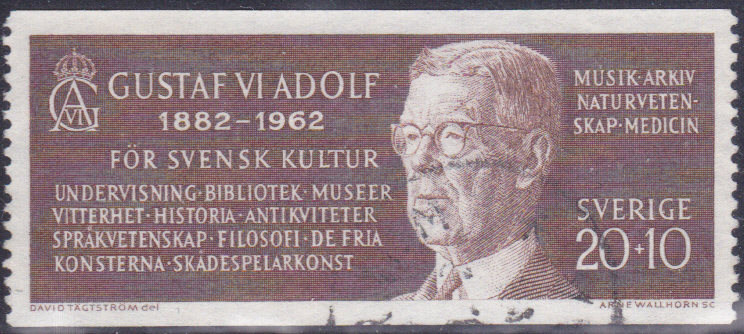 GUSTAF VI ADOLF
1882-1962
FÖR SVENSK KULTUR
UNDERVISNING·BIBLIOTEK·MUSEER
VITTERHET·HISTORIA·ANTIKVITETER
SPRÅKVETENSKAP·FILOSOFI·DE FRIA
KONSTERNA·SKÅDESPELARKONST
MUSIK·ARKIV
NATURVETEN-
SKAP·MEDICIN
SVERIGE
20+10
DAVID TÄGTSTRÖM del
ARNE WALLHORN SC